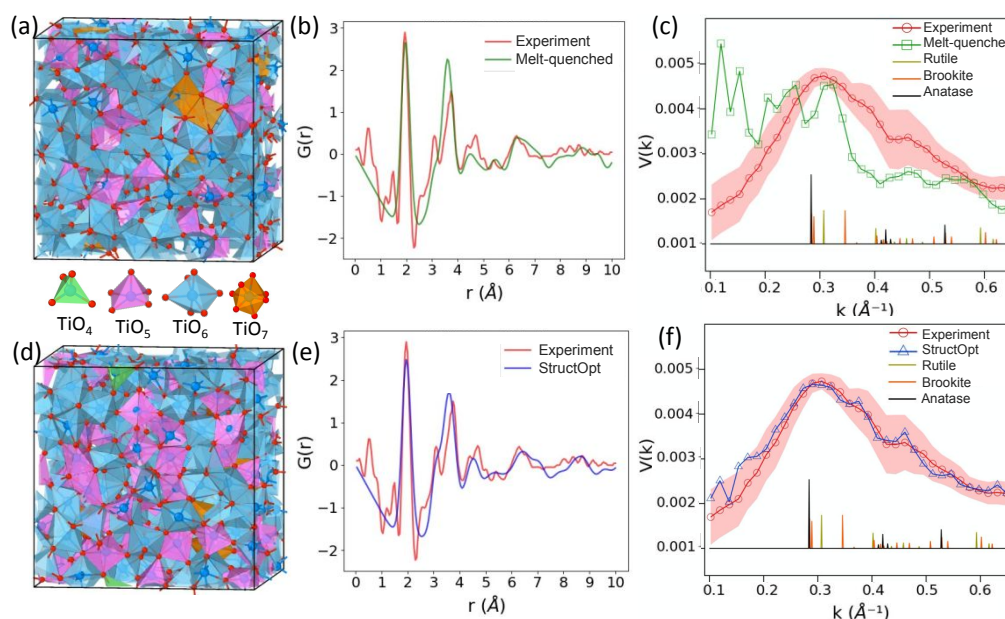 (a)
(b)
Experiment
Melt-quenched
G(r)
3
2
1
0
−1
−2
0 1 2 3 4 5 6 7 8 9 10
r (Å)
(c)
Experiment
Melt-quenched
Rutile
Brookite
Anatase
V(k)
0.005
0.004
0.003
0.002
0.001
0.1 0.2 0.3 0.4 0.5 0.6
k (Å⁻¹)
TiO₄ TiO₅ TiO₆ TiO₇
(d)
(e)
Experiment
StructOpt
G(r)
3
2
1
0
−1
−2
0 1 2 3 4 5 6 7 8 9 10
r (Å)
(f)
Experiment
StructOpt
Rutile
Brookite
Anatase
V(k)
0.005
0.004
0.003
0.002
0.001
0.1 0.2 0.3 0.4 0.5 0.6
k (Å⁻¹)